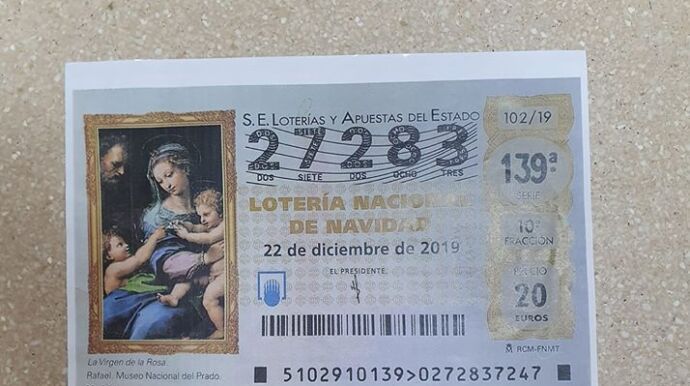 S.E. LOTERÍAS Y APUESTAS DEL ESTADO
102/19
27283
DOS SIETE DOS OCHO TRES
139ª
SERIE
LOTERÍA NACIONAL
DE NAVIDAD
22 de diciembre de 2019
10ª
FRACCIÓN
EL PRESIDENTE,
PRECIO
20
EUROS
RCM-FNMT
La Virgen de la Rosa.
Rafael. Museo Nacional del Prado.
5102910139>0272837247